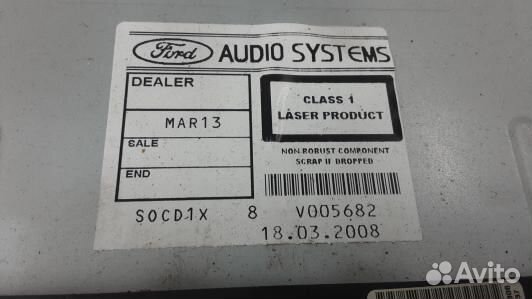 Ford AUDIO SYSTEMS
DEALER
MAR13
SALE
END
CLASS 1
LASER PRODUCT
NON-ROBUST COMPONENT
SCRAP IF DROPPED
SOCD1X 8 V005682
18.03.2008
Avito